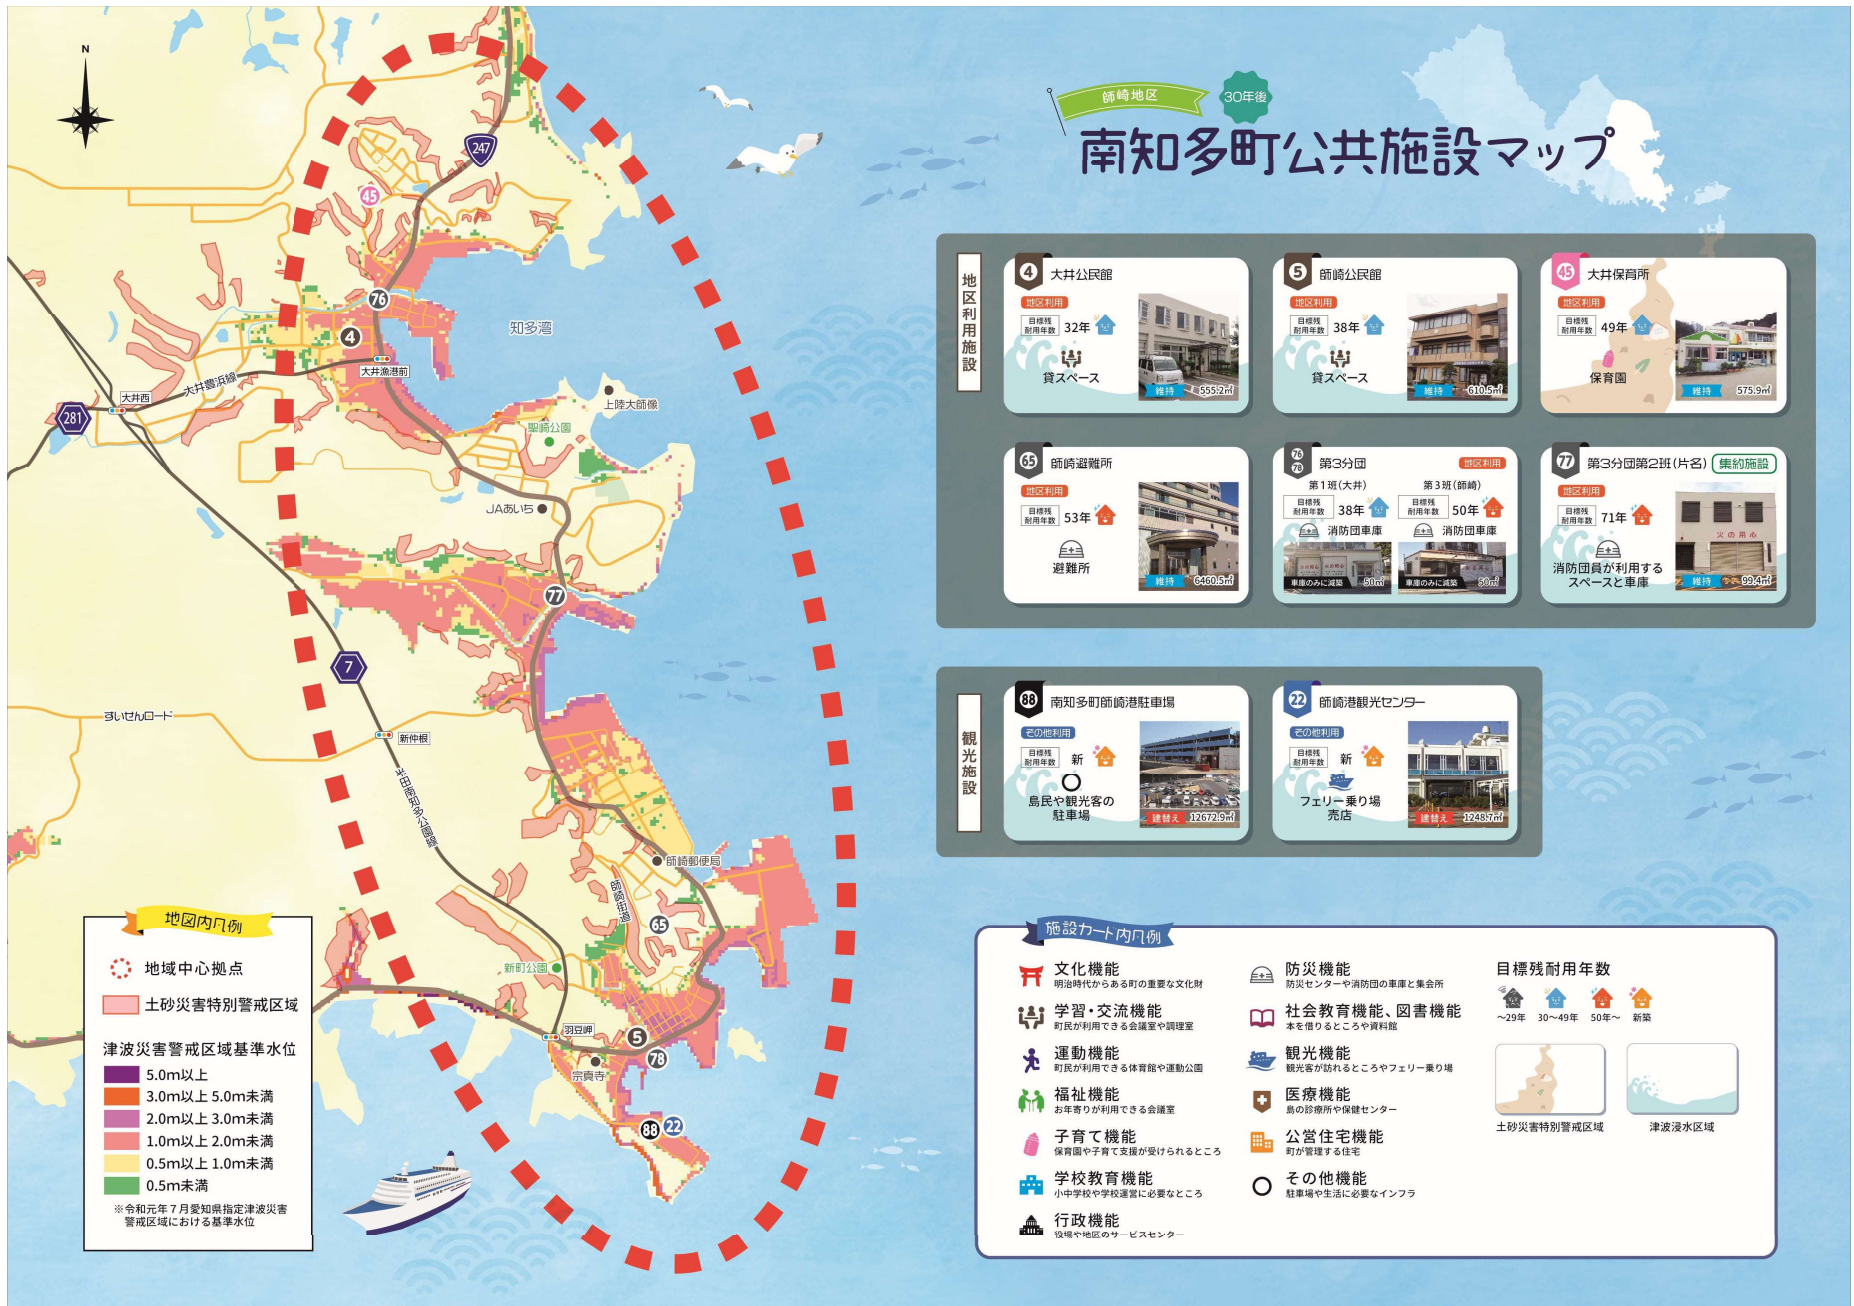 師崎地区
30年後
南知多町公共施設マップ
N
247
45
76
4
知多湾
大井漁港前
大井豊浜線
大井西
281
上陸大師像
聖崎公園
JAあいち
77
7
すいせんロード
新仲根
半田南知多公園線
師崎郵便局
師崎街道
65
新町公園
羽豆岬
5
78
宗真寺
88
22
地図内凡例
地域中心拠点
土砂災害特別警戒区域
津波災害警戒区域基準水位
5.0m以上
3.0m以上 5.0m未満
2.0m以上 3.0m未満
1.0m以上 2.0m未満
0.5m以上 1.0m未満
0.5m未満
※令和元年7月愛知県指定津波災害
警戒区域における基準水位
地区利用施設
4 大井公民館
地区利用
目標残
耐用年数
32年
貸スペース
維持
555.2㎡
5 師崎公民館
地区利用
目標残
耐用年数
38年
貸スペース
維持
610.5㎡
45 大井保育所
地区利用
目標残
耐用年数
49年
保育園
維持
575.9㎡
65 師崎避難所
地区利用
目標残
耐用年数
53年
避難所
維持
6460.5㎡
76
78
第3分団
地区利用
第1班(大井)
目標残
耐用年数
38年
消防団車庫
車庫のみに減築
50㎡
第3班(師崎)
目標残
耐用年数
50年
消防団車庫
車庫のみに減築
50㎡
77 第3分団第2班(片名)
集約施設
地区利用
目標残
耐用年数
71年
消防団員が利用する
スペースと車庫
火の用心
維持
99.4㎡
観光施設
88 南知多町師崎港駐車場
その他利用
目標残
耐用年数
新
島民や観光客の
駐車場
建替え
12672.9㎡
22 師崎港観光センター
その他利用
目標残
耐用年数
新
フェリー乗り場
売店
建替え
1248.7㎡
施設カード内凡例
文化機能
明治時代からある町の重要な文化財
学習・交流機能
町民が利用できる会議室や調理室
運動機能
町民が利用できる体育館や運動公園
福祉機能
お年寄りが利用できる会議室
子育て機能
保育園や子育て支援が受けられるところ
学校教育機能
小中学校や学校運営に必要なところ
行政機能
役場や地区のサービスセンター
防災機能
防災センターや消防団の車庫と集会所
社会教育機能、図書機能
本を借りるところや資料館
観光機能
観光客が訪れるところやフェリー乗り場
医療機能
島の診療所や保健センター
公営住宅機能
町が管理する住宅
その他機能
駐車場や生活に必要なインフラ
目標残耐用年数
～29年
30～49年
50年～
新築
土砂災害特別警戒区域
津波浸水区域